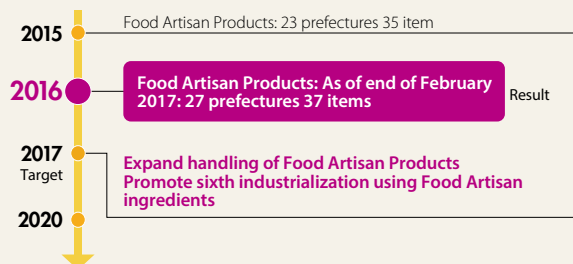 2015
Food Artisan Products: 23 prefectures 35 item
2016
Food Artisan Products: As of end of February
2017: 27 prefectures 37 items
Result
2017
Target
Expand handling of Food Artisan Products
Promote sixth industrialization using Food Artisan
ingredients
2020